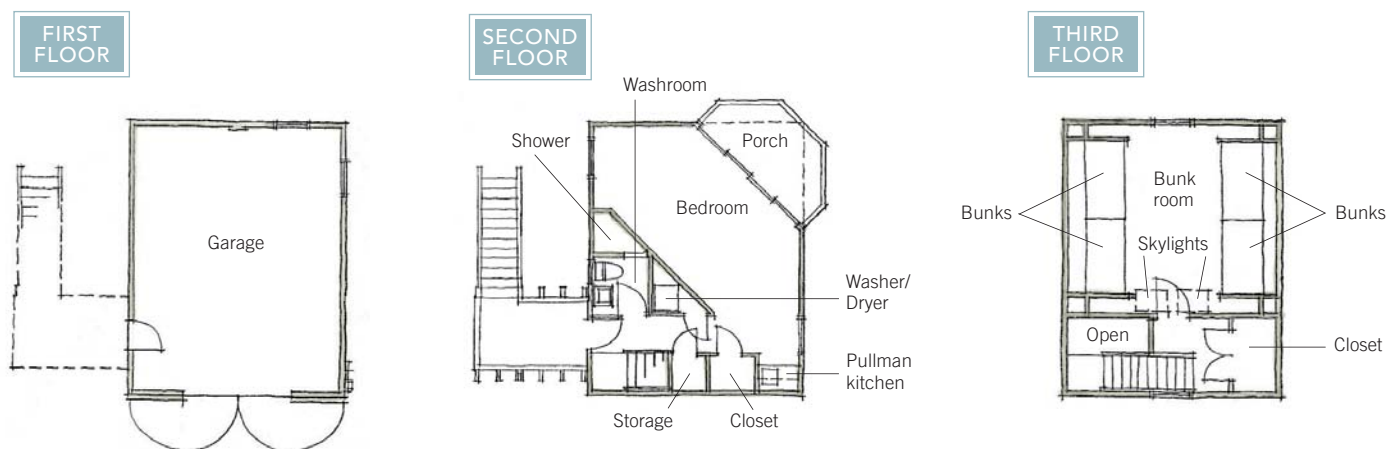 FIRST
FLOOR
Garage
SECOND
FLOOR
Washroom
Shower
Porch
Bedroom
Washer/
Dryer
Pullman
kitchen
Storage
Closet
THIRD
FLOOR
Bunks
Bunk
room
Bunks
Skylights
Open
Closet